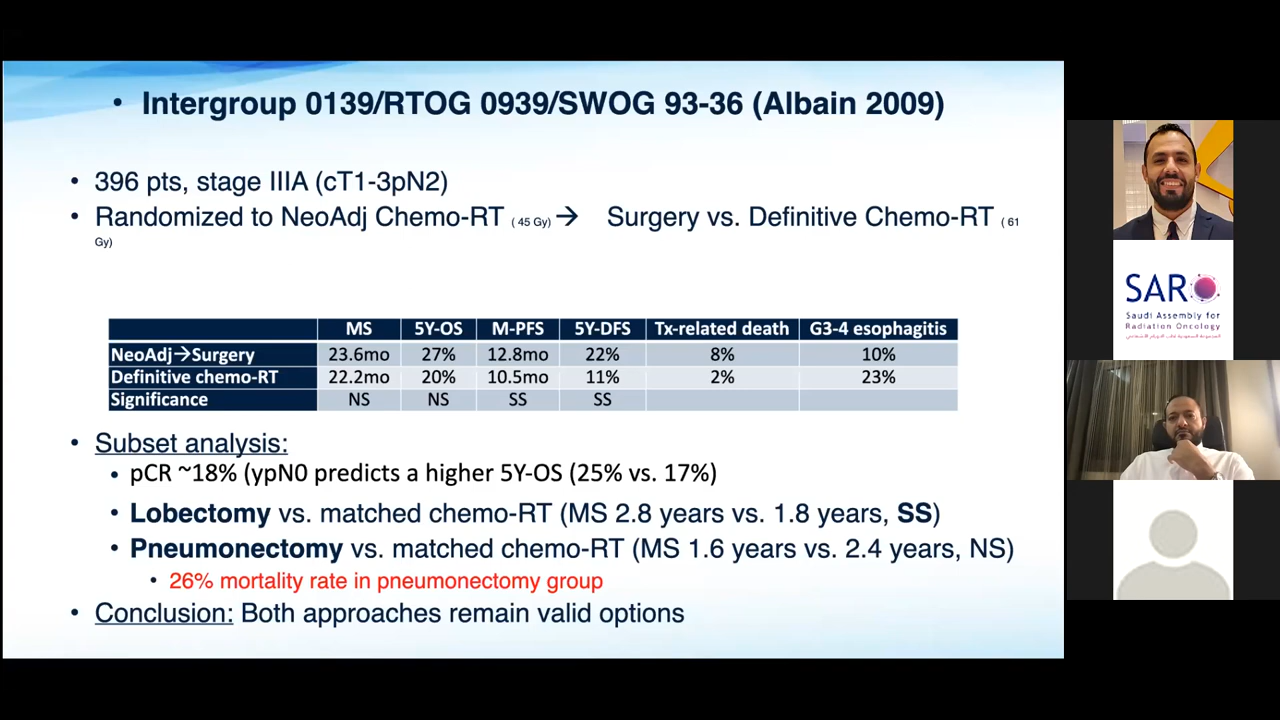 • Intergroup 0139/RTOG 0939/SWOG 93-36 (Albain 2009)
• 396 pts, stage IIIA (cT1-3pN2)
• Randomized to NeoAdj Chemo-RT ( 45 Gy)→ Surgery vs. Definitive Chemo-RT ( 61
Gy)
MS 5Y-OS M-PFS 5Y-DFS Tx-related death G3-4 esophagitis
NeoAdj→Surgery 23.6mo 27% 12.8mo 22% 8% 10%
Definitive chemo-RT 22.2mo 20% 10.5mo 11% 2% 23%
Significance NS NS SS SS
• Subset analysis:
• pCR ~18% (ypN0 predicts a higher 5Y-OS (25% vs. 17%)
• Lobectomy vs. matched chemo-RT (MS 2.8 years vs. 1.8 years, SS)
• Pneumonectomy vs. matched chemo-RT (MS 1.6 years vs. 2.4 years, NS)
• 26% mortality rate in pneumonectomy group
• Conclusion: Both approaches remain valid options
SARO
Saudi Assembly for
Radiation Oncology